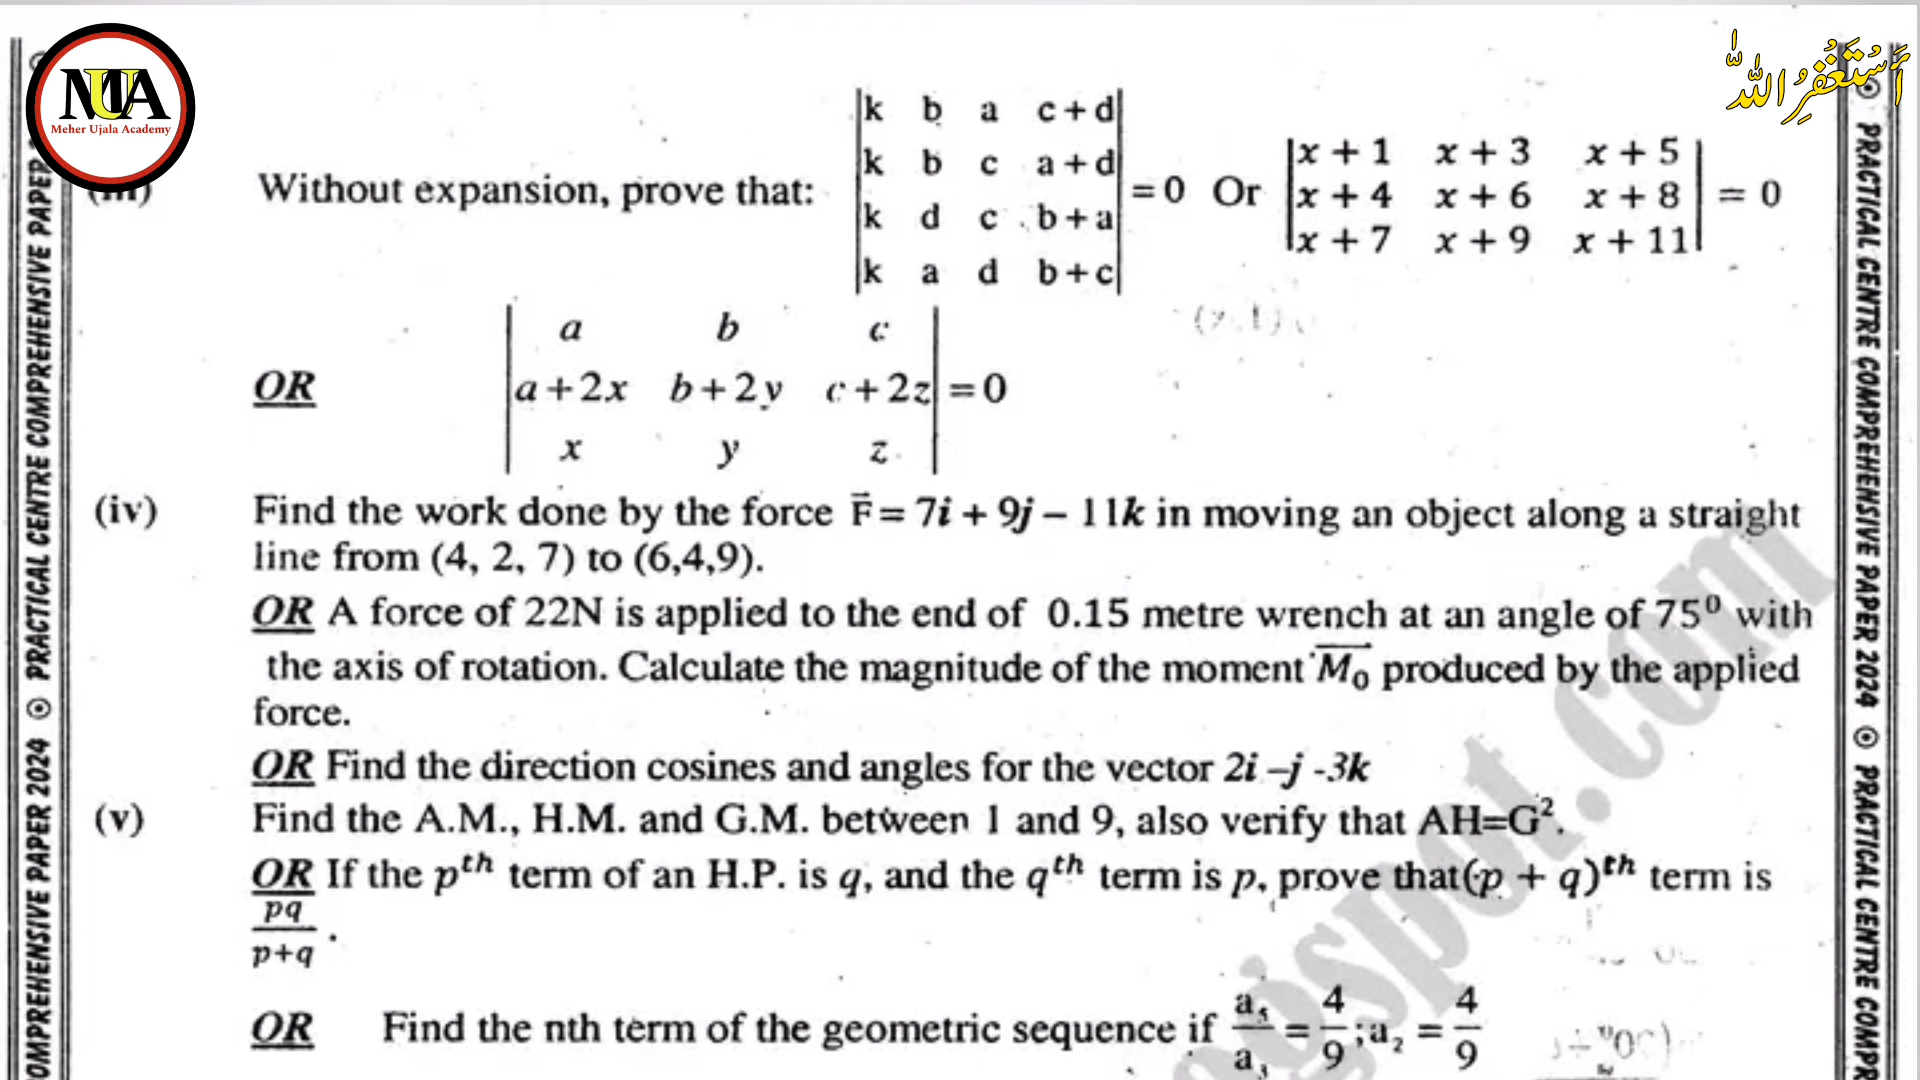 MUA
Meher Ujala Academy
أَسْتَغْفِرُ اللّٰه
(iii) Without expansion, prove that: |k b a c+d|
|k b c a+d|
|k d c b+a|
|k a d b+c| = 0 Or |x + 1 x + 3 x + 5|
|x + 4 x + 6 x + 8|
|x + 7 x + 9 x + 11| = 0
OR |a b c|
|a+2x b+2y c+2z| = 0
|x y z|
(iv) Find the work done by the force F̄ = 7i + 9j – 11k in moving an object along a straight
line from (4, 2, 7) to (6,4,9).
OR A force of 22N is applied to the end of 0.15 metre wrench at an angle of 75⁰ with
the axis of rotation. Calculate the magnitude of the moment M₀ produced by the applied
force.
OR Find the direction cosines and angles for the vector 2i –j -3k
(v) Find the A.M., H.M. and G.M. between 1 and 9, also verify that AH=G².
OR If the pᵗʰ term of an H.P. is q, and the qᵗʰ term is p, prove that(p + q)ᵗʰ term is
pq/p+q .
OR Find the nth term of the geometric sequence if a₅/a₃ = 4/9 ; a₂ = 4/9
PRACTICAL CENTRE COMPREHENSIVE PAPER
COMPREHENSIVE PAPER 2024 ⊙ PRACTICAL CENTRE COMPREHENSIVE PAPER
PRACTICAL CENTRE COMPREHENSIVE PAPER 2024 ⊙ PRACTICAL CENTRE COMPR
gspot.com